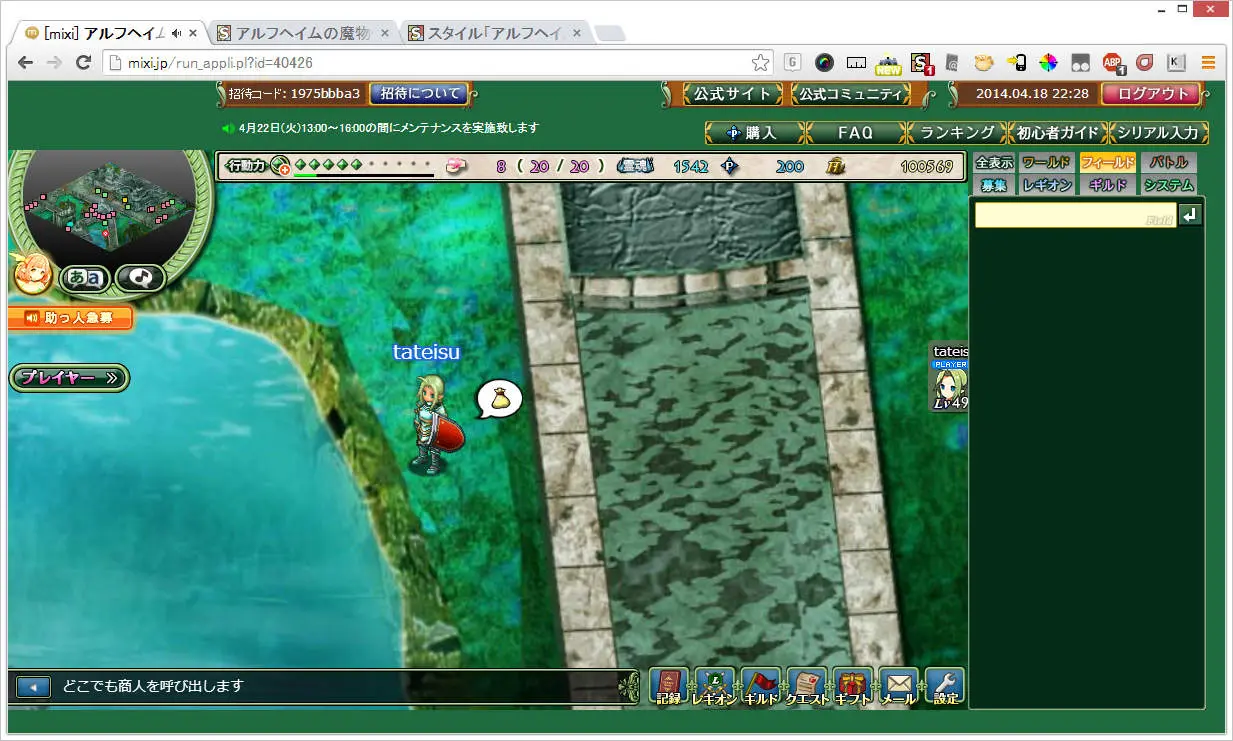 [mixi] アルフヘイム
アルフヘイムの魔物
スタイル「アルフヘイ
mixi.jp/run_appli.pl?id=40426
招待コード: 1975bbba3
招待について
公式サイト
公式コミュニティ
2014.04.18 22:28
ログアウト
4月22日(火)13:00～16:00の間にメンテナンスを実施致します
購入
FAQ
ランキング
初心者ガイド
シリアル入力
行動力
8 ( 20 / 20 )
1542
P
200
100569
全表示
ワールド
フィールド
バトル
募集
レギオン
ギルド
システム
Field
あa
助っ人急募
プレイヤー
tateisu
tateis
PLAYER
Lv49
どこでも商人を呼び出します
記録
レギオン
ギルド
クエスト
ギフト
メール
設定